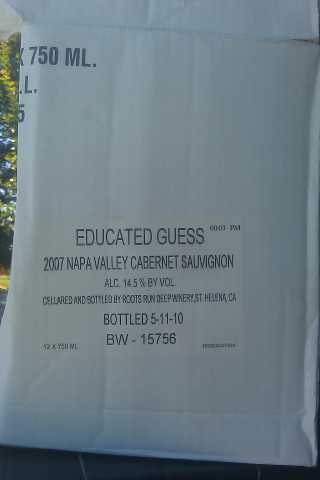 X 750 ML.
.L.
5
EDUCATED GUESS
2007 NAPA VALLEY CABERNET SAUVIGNON
ALC. 14.5 % BY VOL.
CELLARED AND BOTTLED BY ROOTS RUN DEEP WINERY, ST. HELENA, CA
BOTTLED 5-11-10
BW - 15756
12 X 750 ML